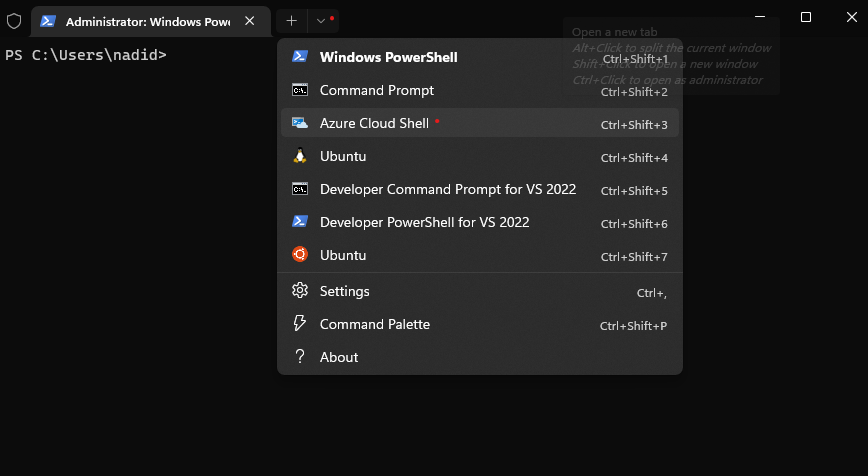 Administrator: Windows Powe
Open a new tab
Alt+Click to split the current window
Shift+Click to open a new window
Ctrl+Click to open as administrator
PS C:\Users\nadid>
Windows PowerShell Ctrl+Shift+1
Command Prompt Ctrl+Shift+2
Azure Cloud Shell Ctrl+Shift+3
Ubuntu Ctrl+Shift+4
Developer Command Prompt for VS 2022 Ctrl+Shift+5
Developer PowerShell for VS 2022 Ctrl+Shift+6
Ubuntu Ctrl+Shift+7
Settings Ctrl+,
Command Palette Ctrl+Shift+P
About